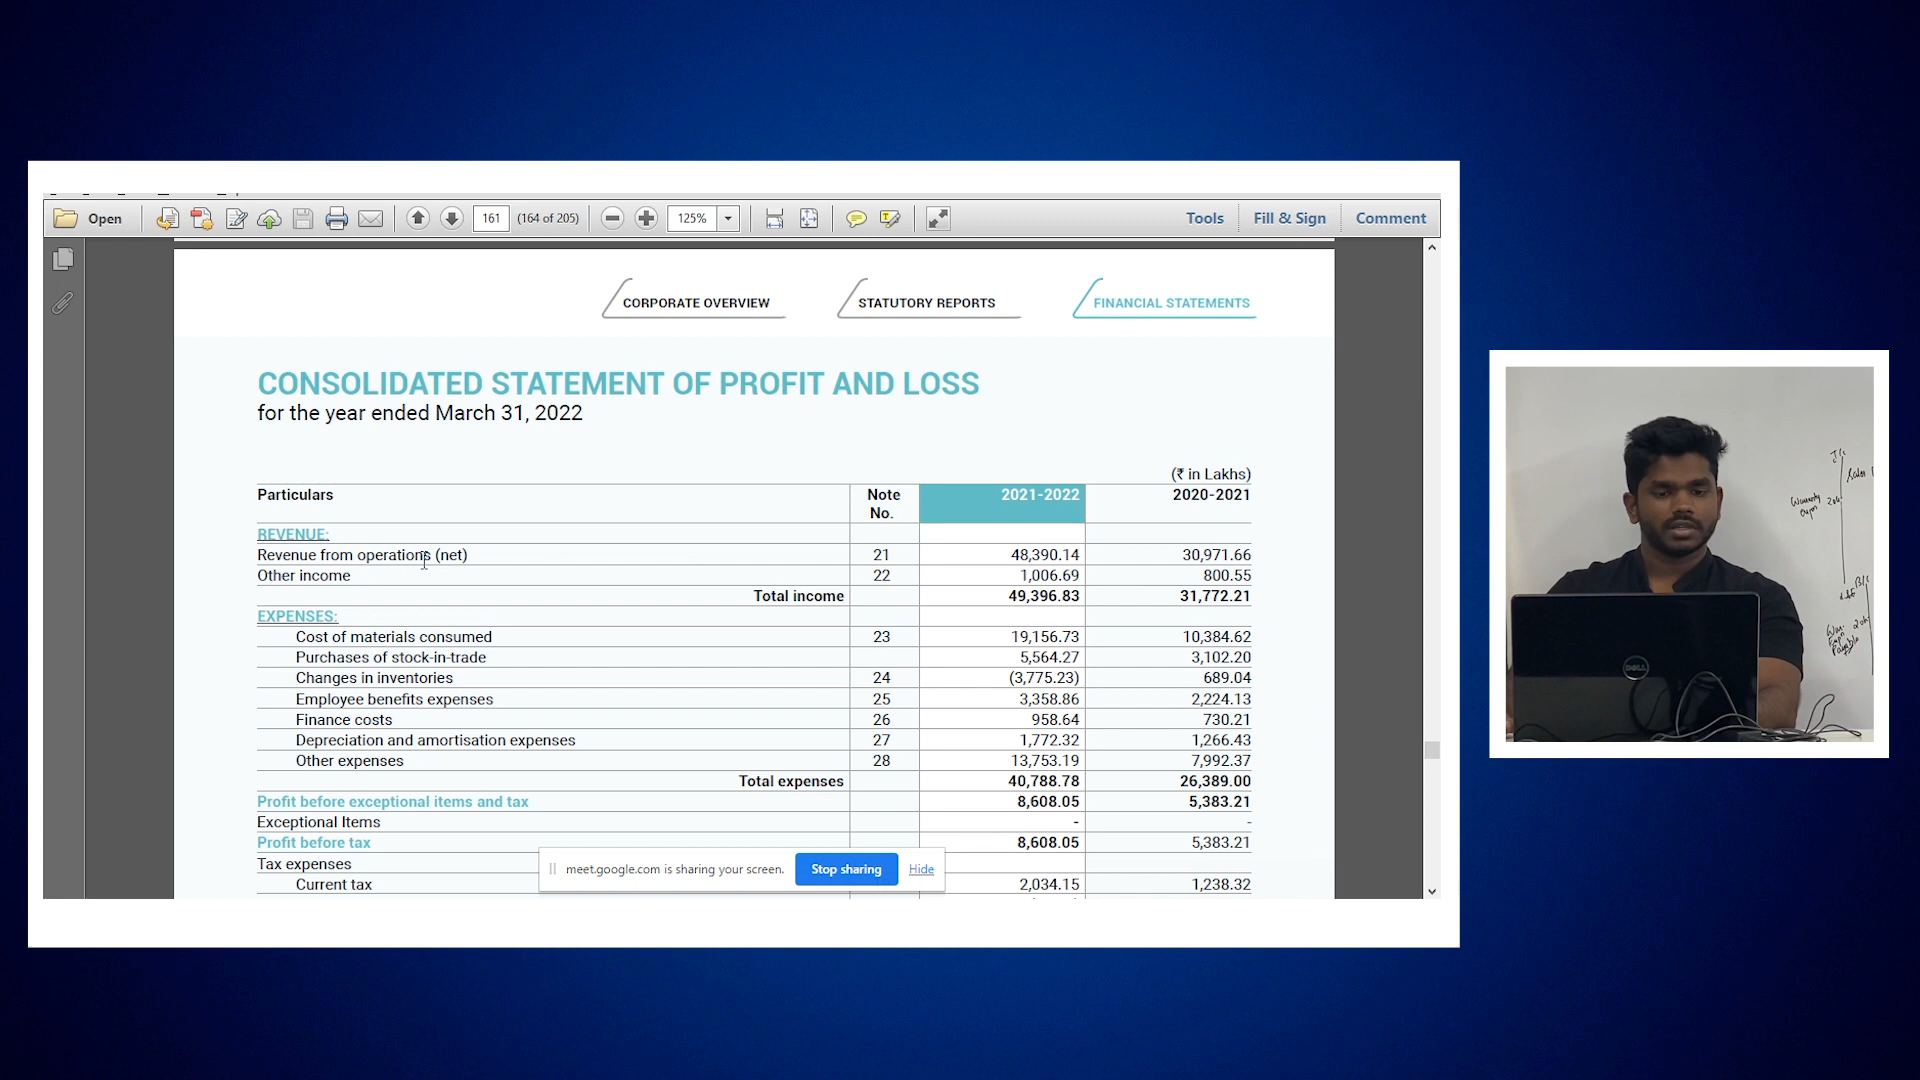 Open 161 (164 of 205) 125% Tools Fill & Sign Comment
CORPORATE OVERVIEW STATUTORY REPORTS FINANCIAL STATEMENTS
CONSOLIDATED STATEMENT OF PROFIT AND LOSS
for the year ended March 31, 2022
(₹ in Lakhs)
Particulars Note No. 2021-2022 2020-2021
REVENUE:
Revenue from operations (net) 21 48,390.14 30,971.66
Other income 22 1,006.69 800.55
Total income 49,396.83 31,772.21
EXPENSES:
Cost of materials consumed 23 19,156.73 10,384.62
Purchases of stock-in-trade 5,564.27 3,102.20
Changes in inventories 24 (3,775.23) 689.04
Employee benefits expenses 25 3,358.86 2,224.13
Finance costs 26 958.64 730.21
Depreciation and amortisation expenses 27 1,772.32 1,266.43
Other expenses 28 13,753.19 7,992.37
Total expenses 40,788.78 26,389.00
Profit before exceptional items and tax 8,608.05 5,383.21
Exceptional Items - -
Profit before tax 8,608.05 5,383.21
Tax expenses
Current tax 2,034.15 1,238.32
meet.google.com is sharing your screen. Stop sharing Hide
Sales
Warranty
DELL